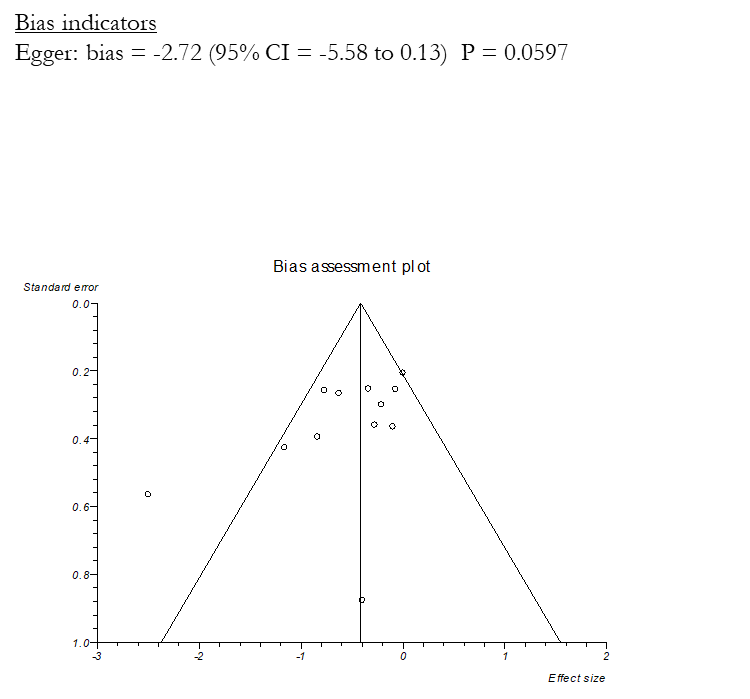 Bias indicators
Egger: bias = -2.72 (95% CI = -5.58 to 0.13)  P = 0.0597
Bias assessment plot
Standard error
0.0
0.2
0.4
0.6
0.8
1.0
-3 -2 -1 0 1 2
Effect size